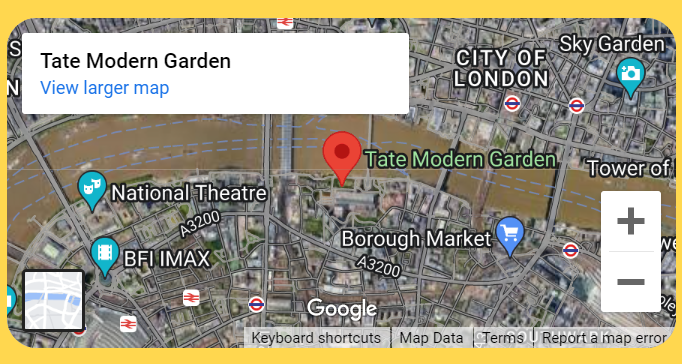 Tate Modern Garden
View larger map
CITY OF
LONDON
Sky Garden
Tate Modern Garden
Tower of
National Theatre
A3200
Borough Market
BFI IMAX
A3200
Google
Keyboard shortcuts
Map Data
Terms
Report a map error